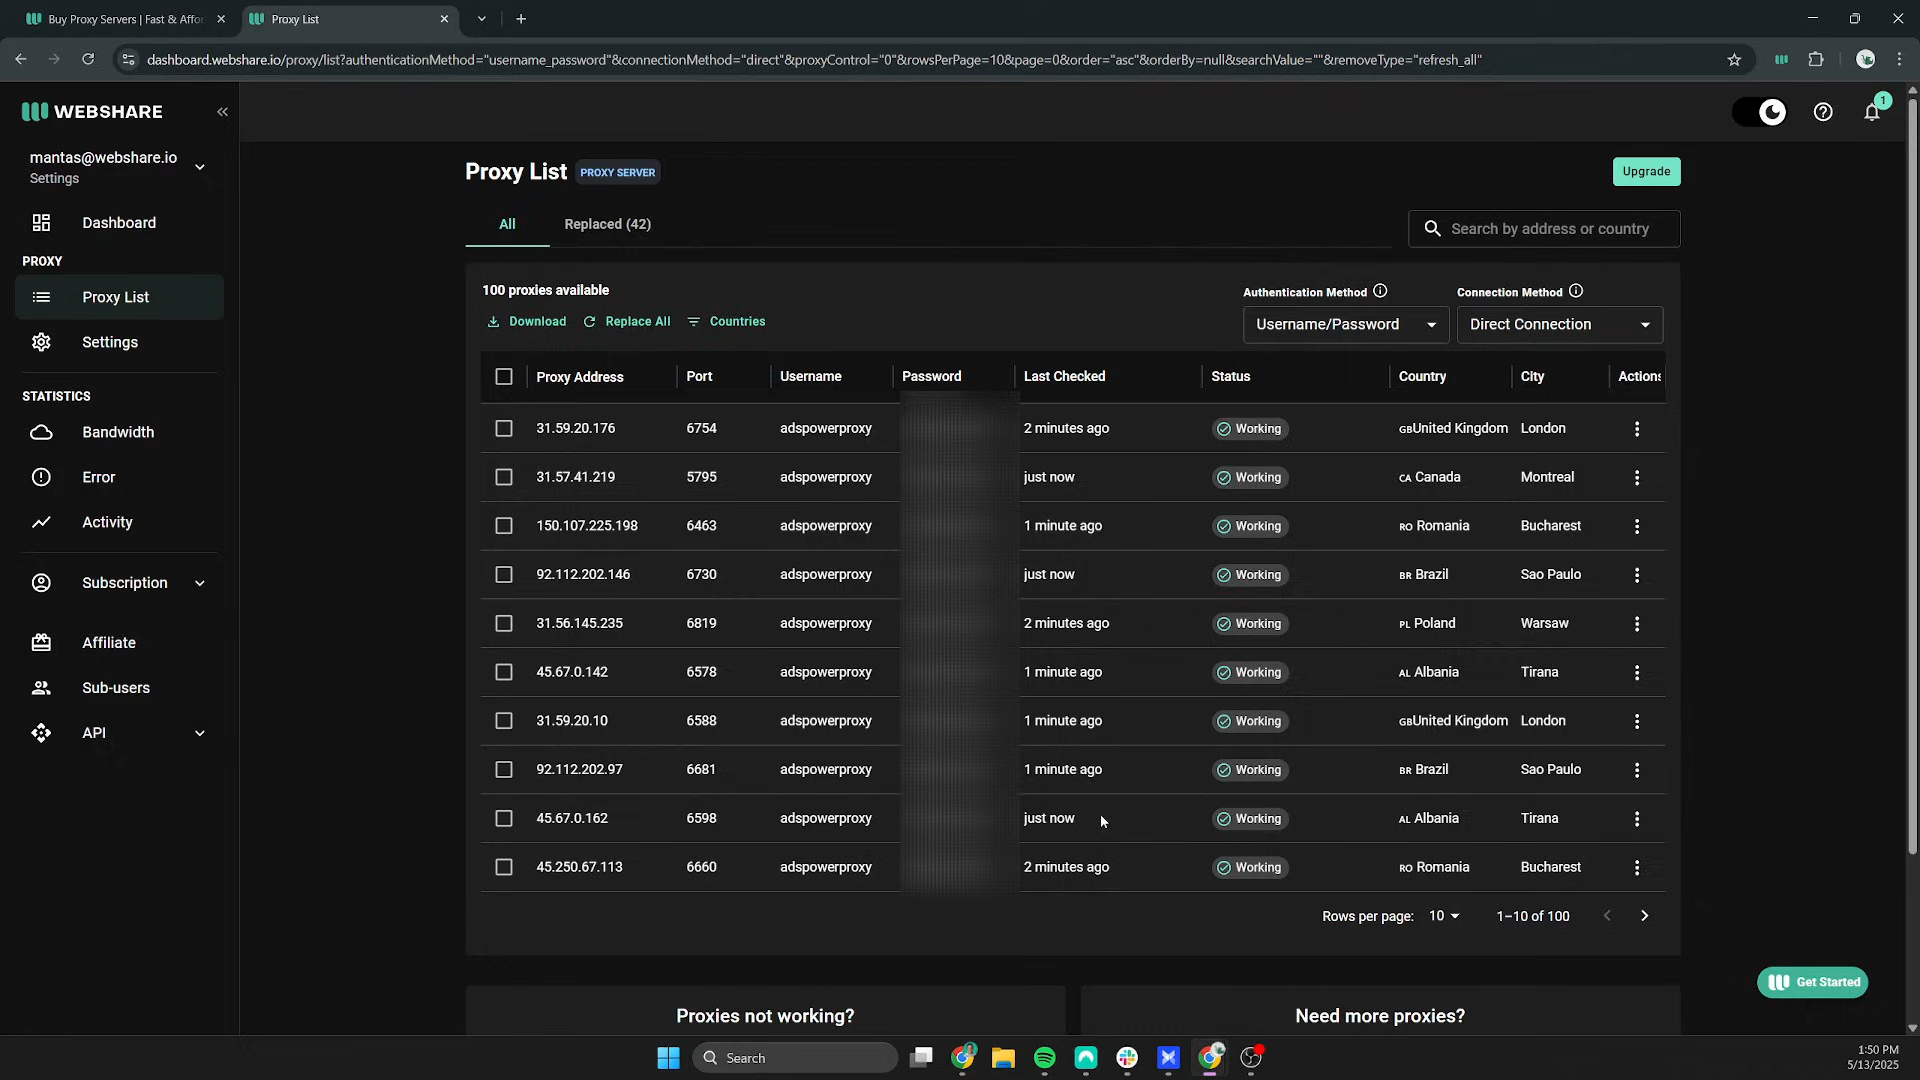 Buy Proxy Servers | Fast & Affor
Proxy List
dashboard.webshare.io/proxy/list?authenticationMethod="username_password"&connectionMethod="direct"&proxyControl="0"&rowsPerPage=10&page=0&order="asc"&orderBy=null&searchValue=""&removeType="refresh_all"
WEBSHARE
1
mantas@webshare.io
Settings
Dashboard
PROXY
Proxy List
Settings
STATISTICS
Bandwidth
Error
Activity
Subscription
Affiliate
Sub-users
API
Proxy List PROXY SERVER
Upgrade
All Replaced (42)
Search by address or country
100 proxies available
Download Replace All Countries
Authentication Method
Username/Password
Connection Method
Direct Connection
Proxy Address Port Username Password Last Checked Status Country City Actions
31.59.20.176 6754 adspowerproxy 2 minutes ago Working GB United Kingdom London
31.57.41.219 5795 adspowerproxy just now Working CA Canada Montreal
150.107.225.198 6463 adspowerproxy 1 minute ago Working RO Romania Bucharest
92.112.202.146 6730 adspowerproxy just now Working BR Brazil Sao Paulo
31.56.145.235 6819 adspowerproxy 2 minutes ago Working PL Poland Warsaw
45.67.0.142 6578 adspowerproxy 1 minute ago Working AL Albania Tirana
31.59.20.10 6588 adspowerproxy 1 minute ago Working GB United Kingdom London
92.112.202.97 6681 adspowerproxy 1 minute ago Working BR Brazil Sao Paulo
45.67.0.162 6598 adspowerproxy just now Working AL Albania Tirana
45.250.67.113 6660 adspowerproxy 2 minutes ago Working RO Romania Bucharest
Rows per page: 10 1–10 of 100
Get Started
Proxies not working?
Need more proxies?
Search
1:50 PM
5/13/2025